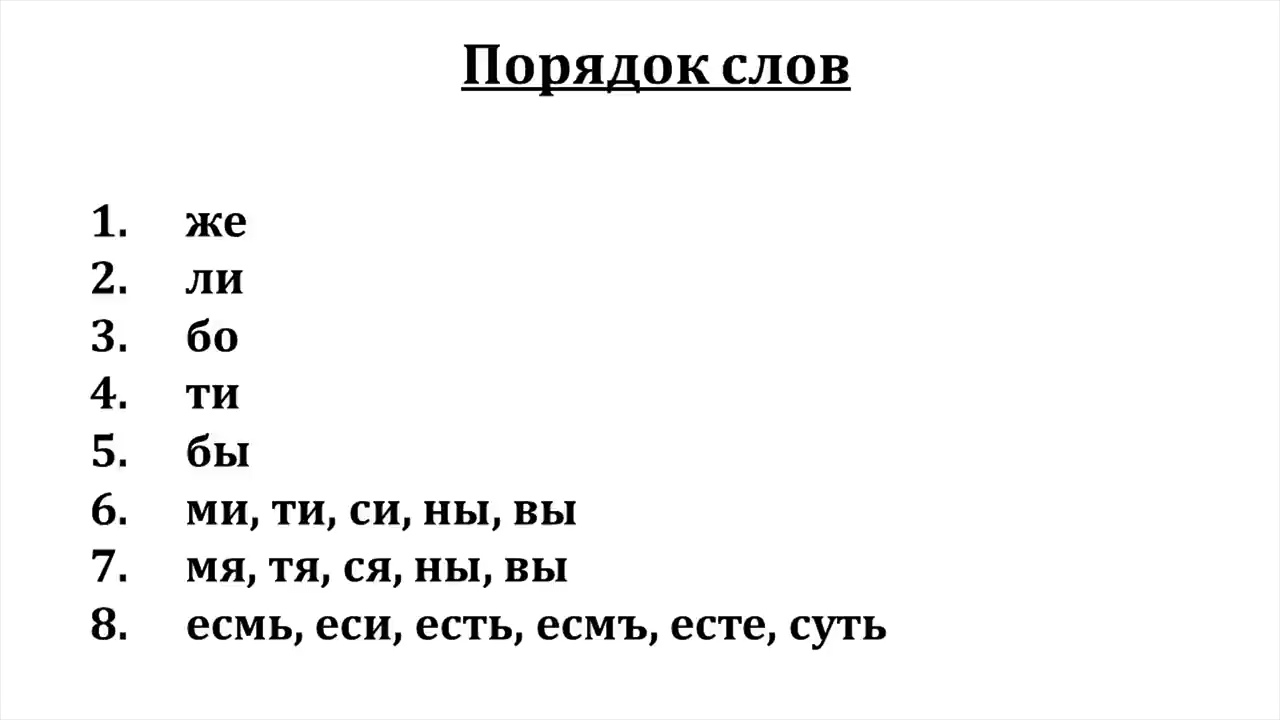 Порядок слов
1. же
2. ли
3. бо
4. ти
5. бы
6. ми, ти, си, ны, вы
7. мя, тя, ся, ны, вы
8. есмь, еси, есть, есмъ, есте, суть